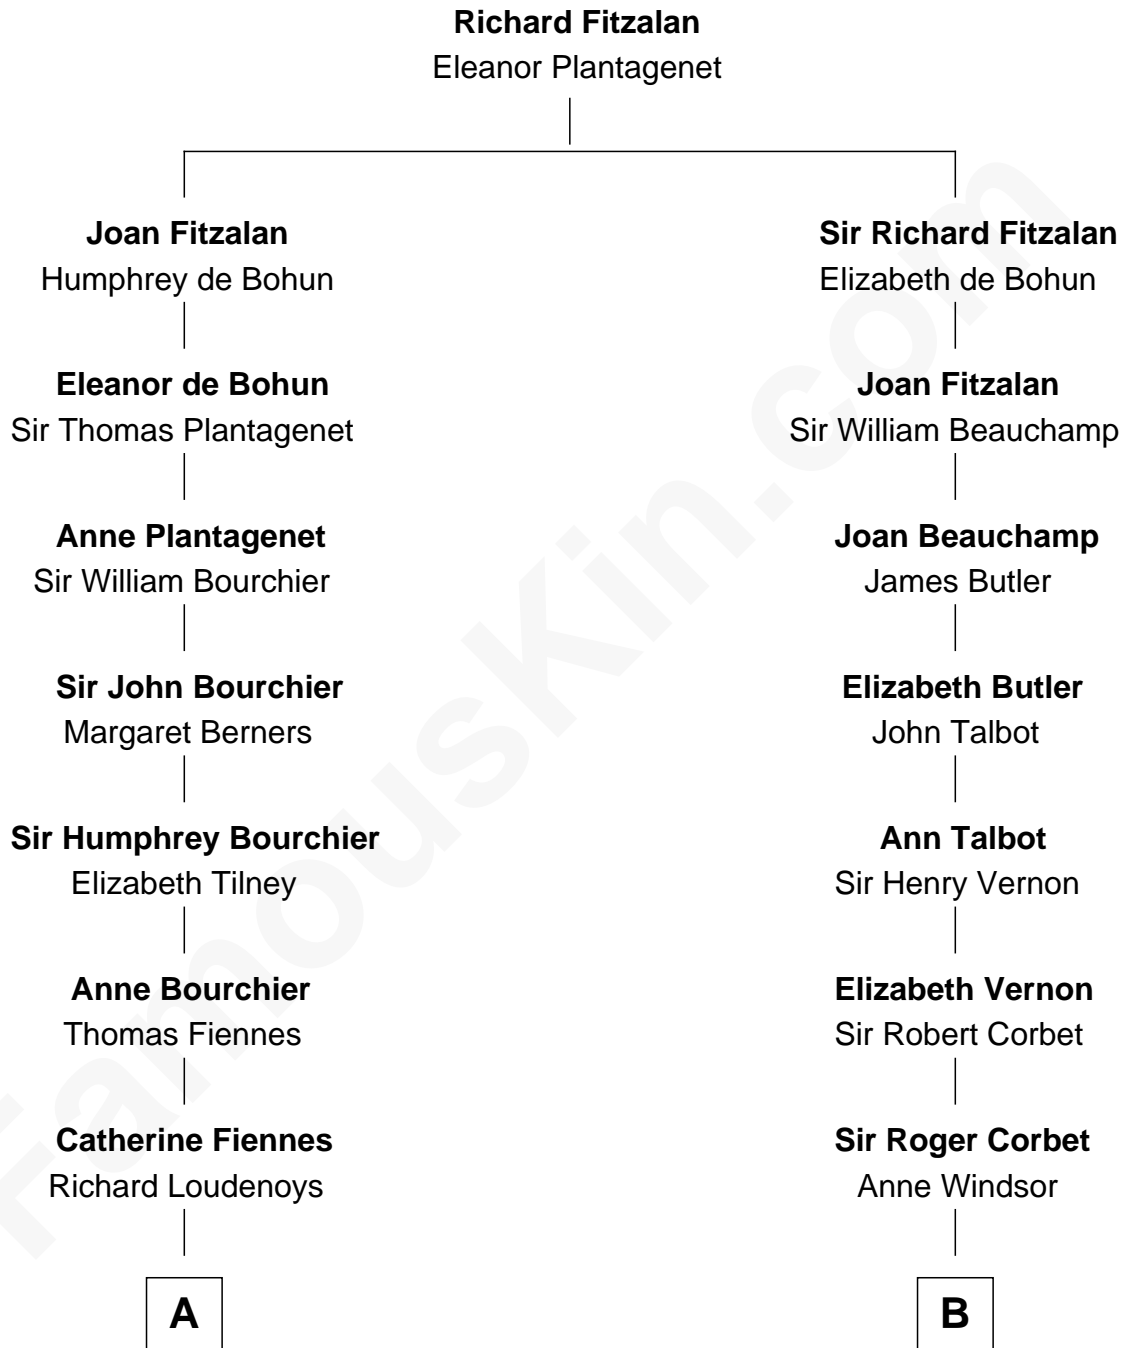 Richard Fitzalan
Eleanor Plantagenet
Joan Fitzalan
Humphrey de Bohun
Sir Richard Fitzalan
Elizabeth de Bohun
Eleanor de Bohun
Sir Thomas Plantagenet
Joan Fitzalan
Sir William Beauchamp
Anne Plantagenet
Sir William Bourchier
Joan Beauchamp
James Butler
Sir John Bourchier
Margaret Berners
Elizabeth Butler
John Talbot
Sir Humphrey Bourchier
Elizabeth Tilney
Ann Talbot
Sir Henry Vernon
Anne Bourchier
Thomas Fiennes
Elizabeth Vernon
Sir Robert Corbet
Catherine Fiennes
Richard Loudenoys
Sir Roger Corbet
Anne Windsor
A
B
FamousKin.com